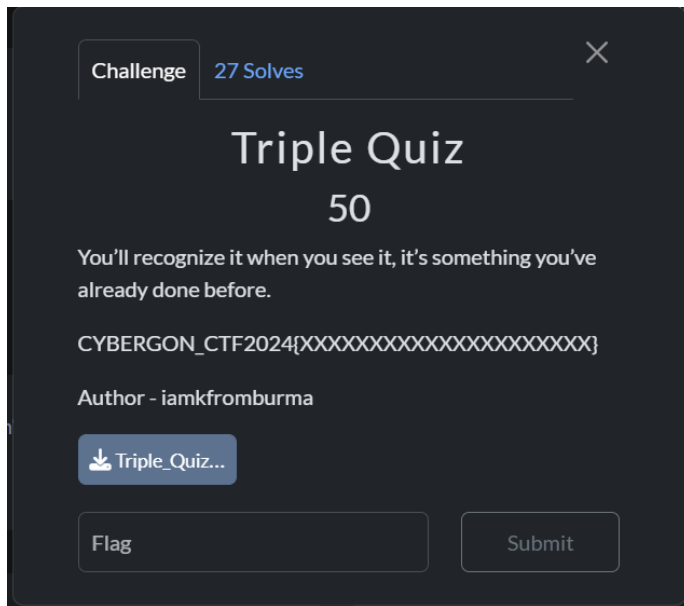 Challenge
27 Solves
Triple Quiz
50
You’ll recognize it when you see it, it’s something you’ve
already done before.
CYBERGON_CTF2024{XXXXXXXXXXXXXXXXXXXXXX}
Author - iamkfromburma
Triple_Quiz...
Flag
Submit